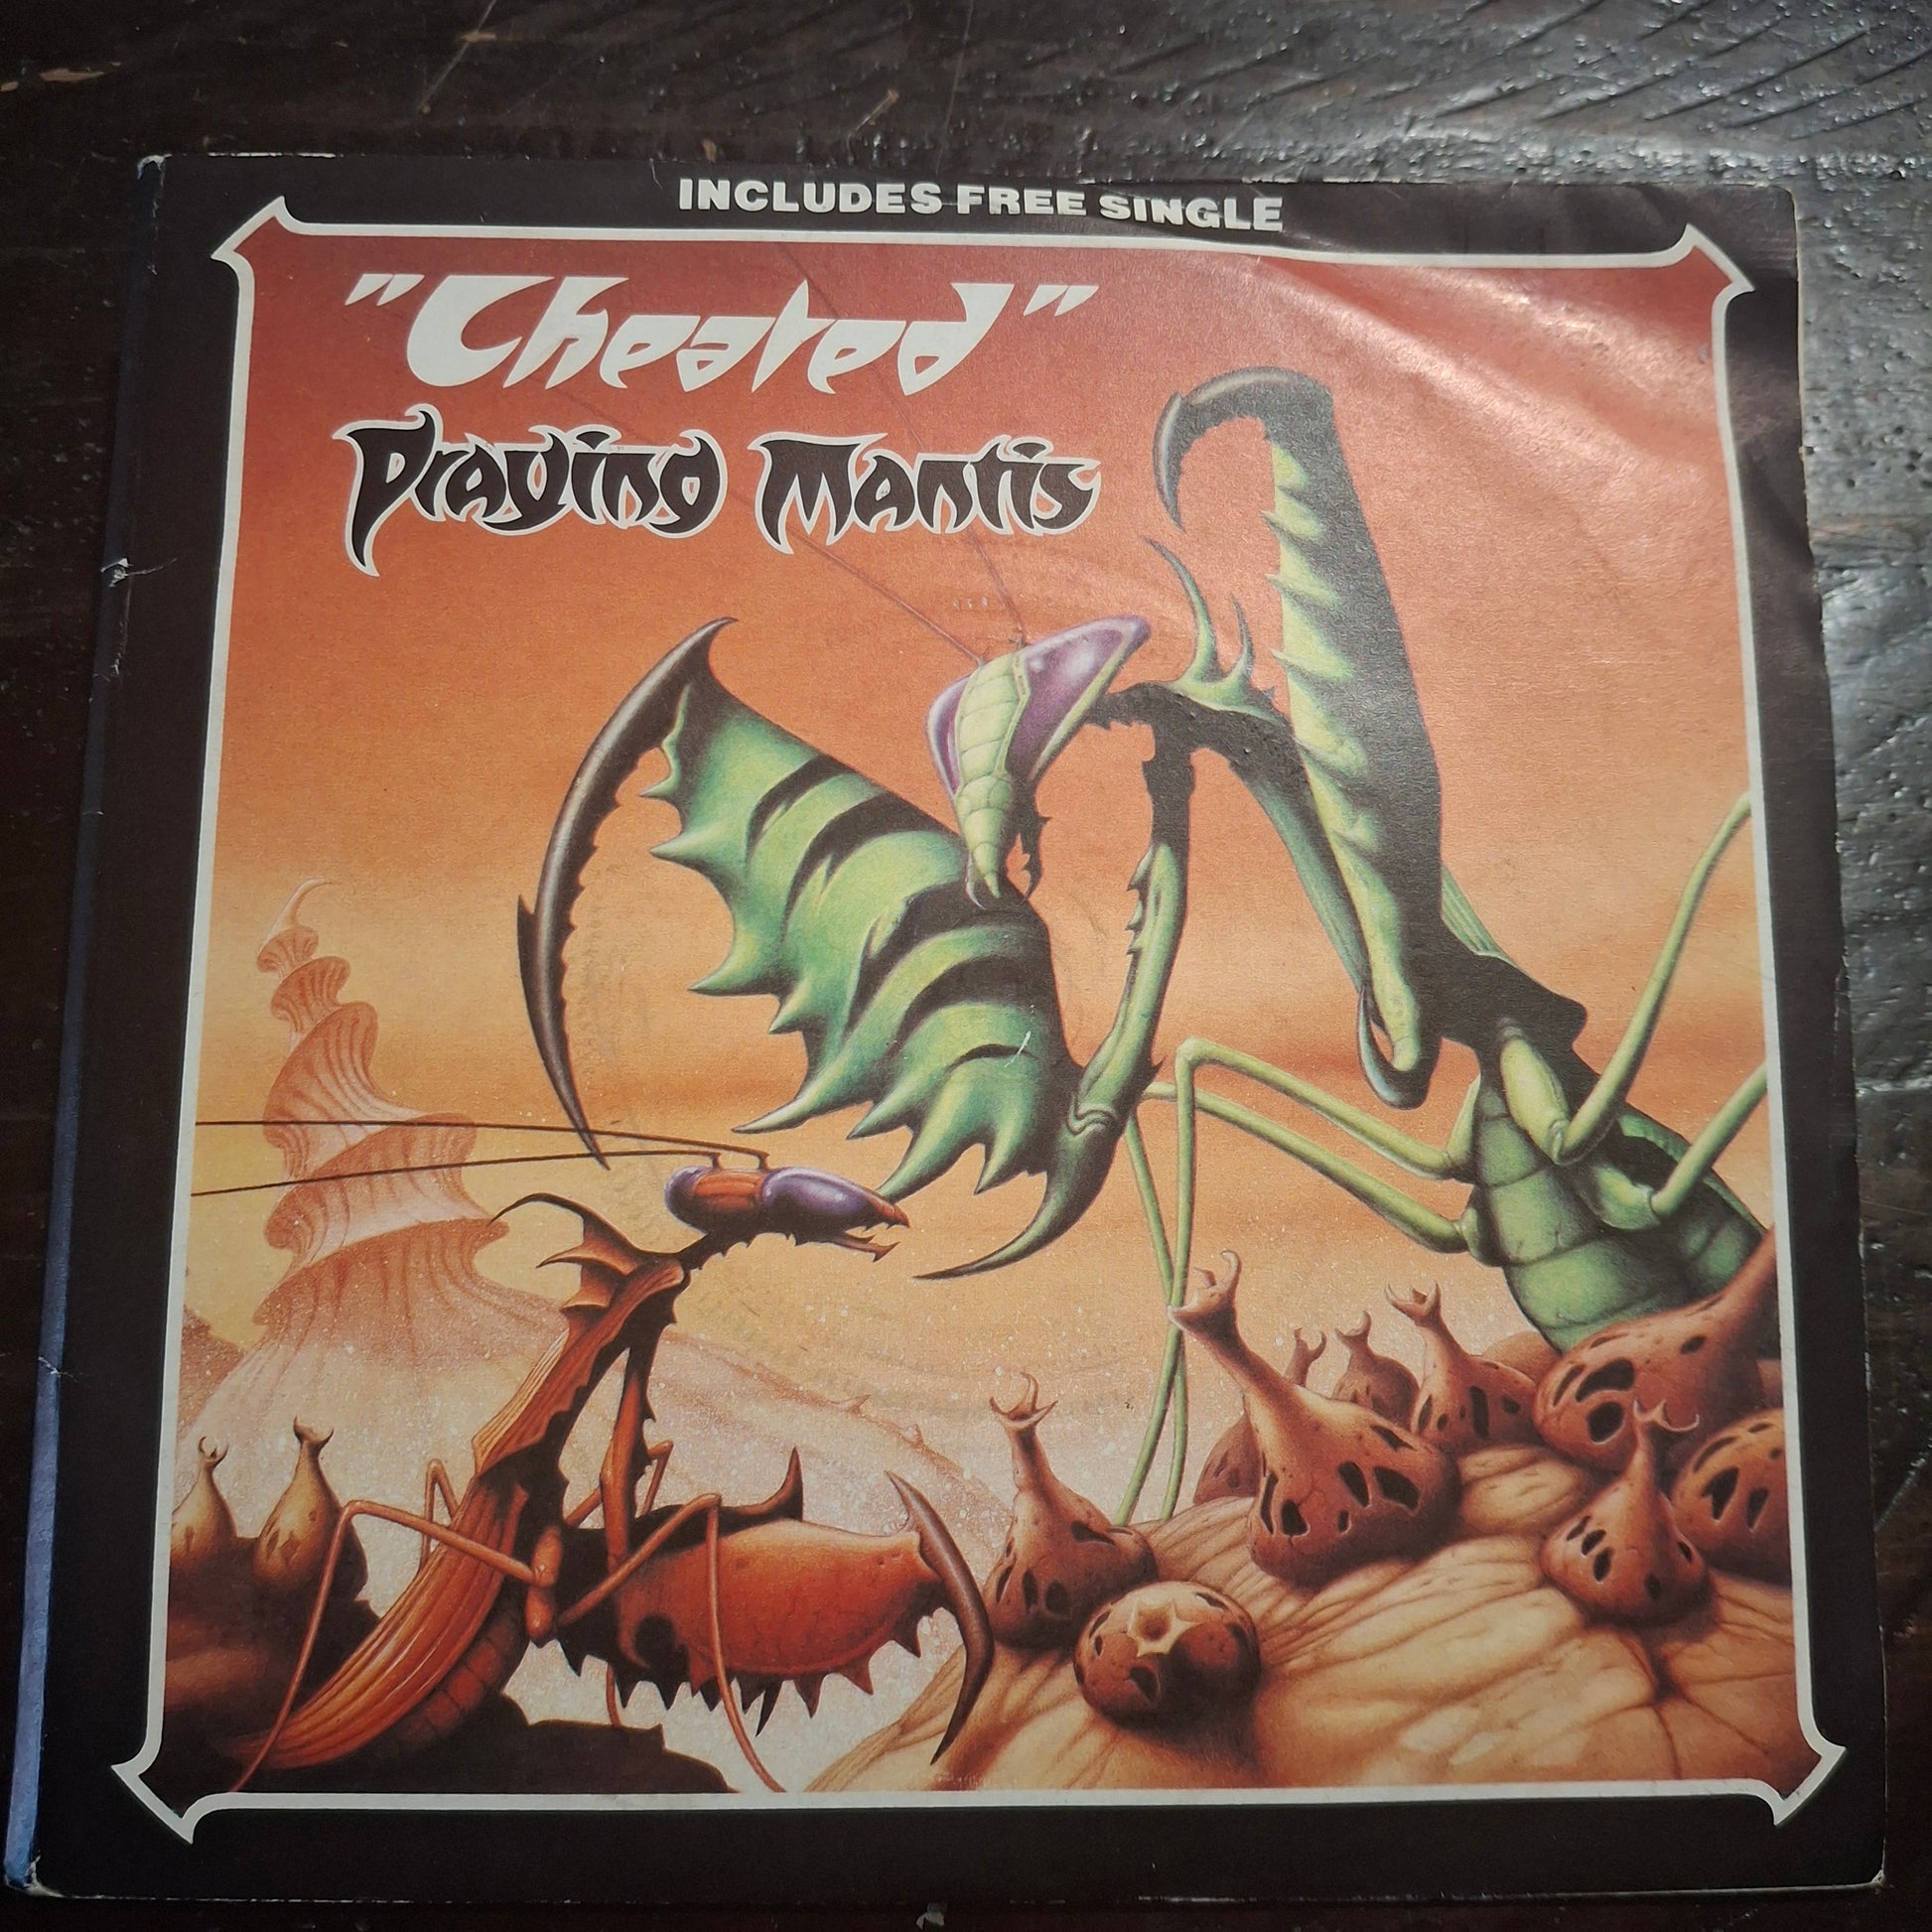 INCLUDES FREE SINGLE
"Cheated"
Praying Mantis